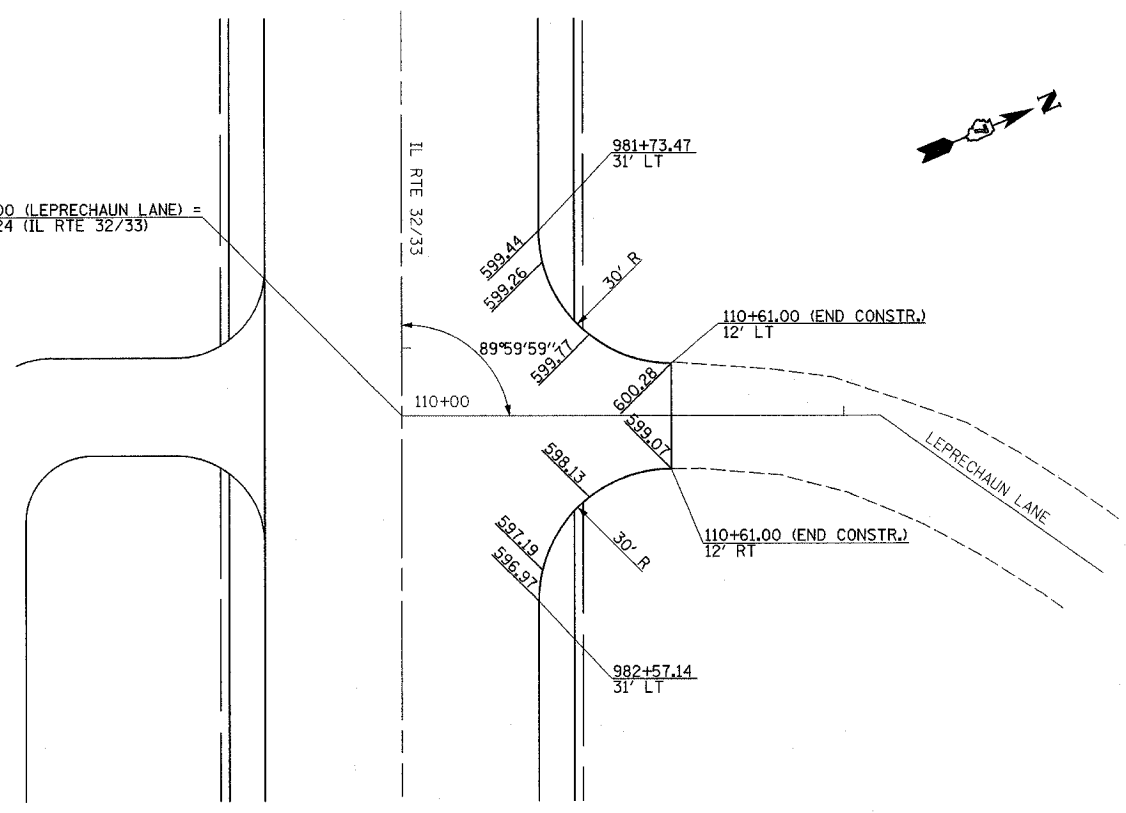 981+73.47
31' LT
N
00 (LEPRECHAUN LANE) =
24 (IL RTE 32/33)
IL RTE 32/33
599.44
599.26
30' R
599.77
110+61.00 (END CONSTR.)
12' LT
89°59'59"
600.28
110+00
599.07
598.13
LEPRECHAUN LANE
597.19
596.97
30' R
110+61.00 (END CONSTR.)
12' RT
982+57.14
31' LT